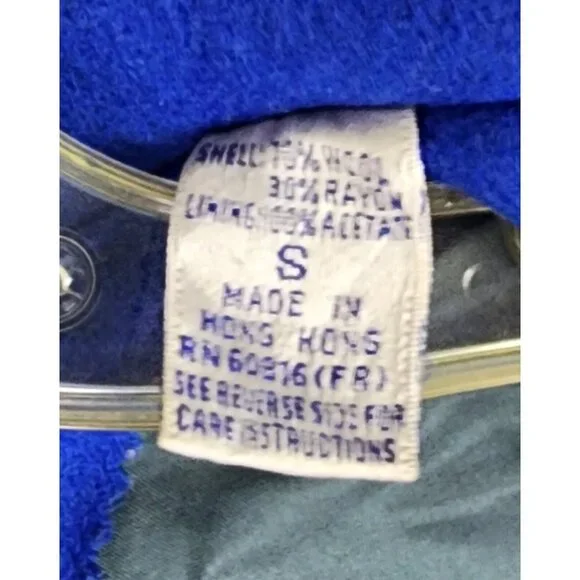 SHELL: 70% WOOL
30% RAYON
LINING: 100% ACETATE
S
MADE IN
HONG KONG
RN 60816 (FR)
SEE REVERSE SIDE FOR
CARE INSTRUCTIONS